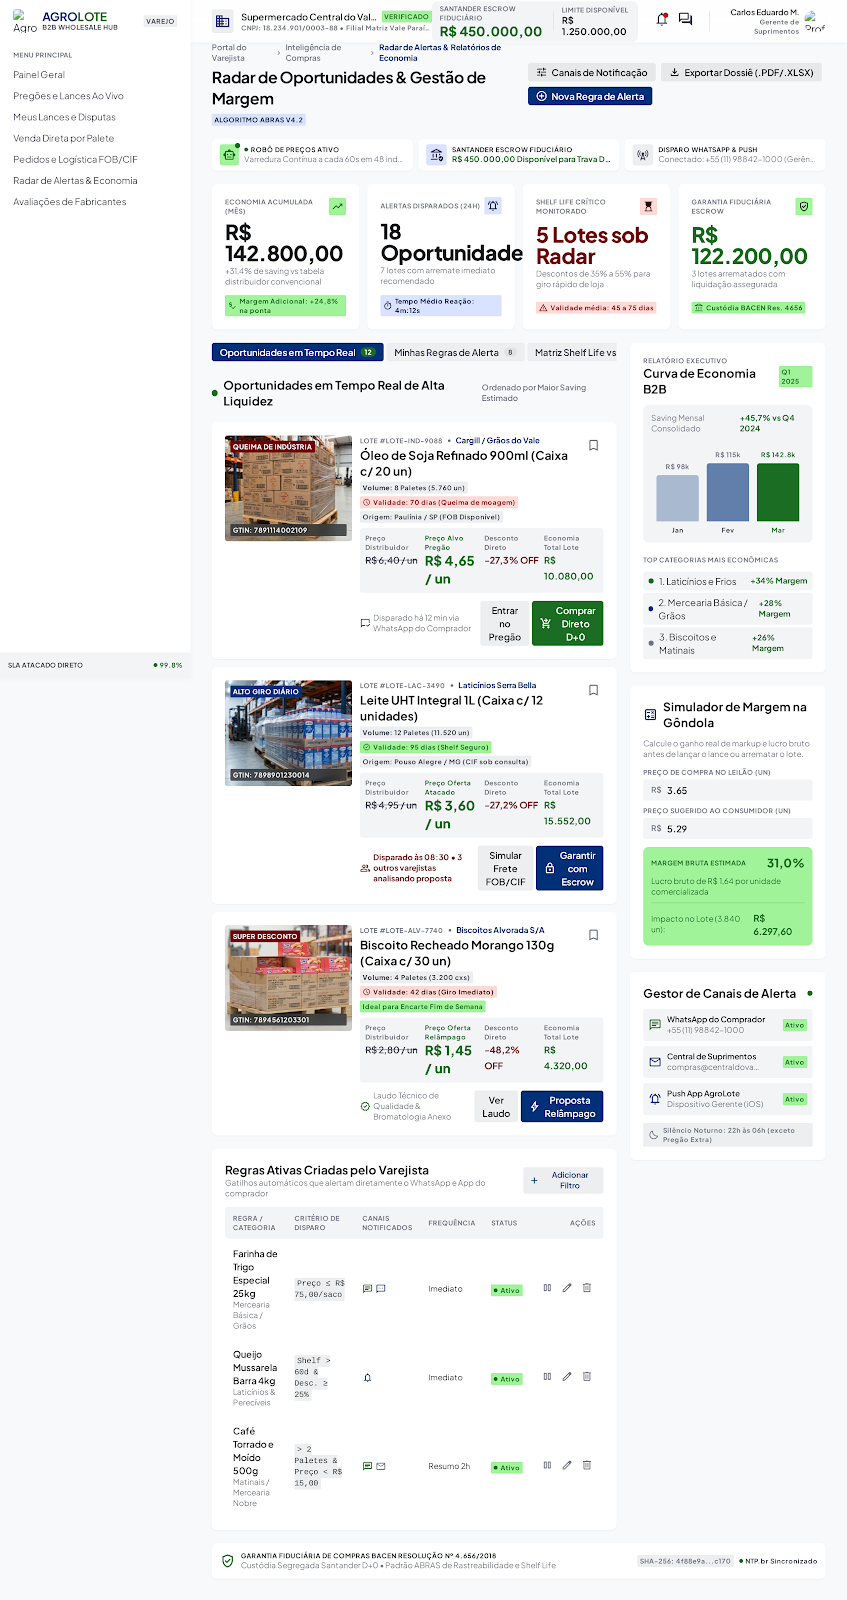 AGROLOTE
B2B WHOLESALE HUB
VAREJO
MENU PRINCIPAL
Painel Geral
Pregões e Lances Ao Vivo
Meus Lances e Disputas
Venda Direta por Palete
Pedidos e Logística FOB/CIF
Radar de Alertas & Economia
Avaliações de Fabricantes
SLA ATACADO DIRETO
99.8%
Supermercado Central do Val...
VERIFICADO
CNPJ: 18.234.901/0003-88 • Filial Matriz Vale Paraí...
SANTANDER ESCROW
FIDUCIÁRIO
R$ 450.000,00
LIMITE DISPONÍVEL
R$
1.250.000,00
Carlos Eduardo M.
Gerente de
Suprimentos
Portal do
Varejista
Inteligência de
Compras
Radar de Alertas & Relatórios de
Economia
Radar de Oportunidades & Gestão de
Margem
ALGORITMO ABRAS V4.2
Canais de Notificação
Exportar Dossiê (.PDF/.XLSX)
Nova Regra de Alerta
ROBÔ DE PREÇOS ATIVO
Varredura Contínua a cada 60s em 48 ind...
SANTANDER ESCROW FIDUCIÁRIO
R$ 450.000,00 Disponível para Trava D...
DISPARO WHATSAPP & PUSH
Conectado: +55 (11) 98842-1000 (Gerên...
ECONOMIA ACUMULADA
(MÊS)
R$
142.800,00
+31,4% de saving vs tabela
distribuidor convencional
Margem Adicional: +24,8%
na ponta
ALERTAS DISPARADOS (24H)
18
Oportunidade
7 lotes com arremate imediato
recomendado
Tempo Médio Reação:
4m:12s
SHELF LIFE CRÍTICO
MONITORADO
5 Lotes sob
Radar
Descontos de 35% a 55% para
giro rápido de loja
Validade média: 45 a 75 dias
GARANTIA FIDUCIÁRIA
ESCROW
R$
122.200,00
3 lotes arrematados com
liquidação assegurada
Custódia BACEN Res. 4656
Oportunidades em Tempo Real 12
Minhas Regras de Alerta 8
Matriz Shelf Life vs
Oportunidades em Tempo Real de Alta
Liquidez
Ordenado por Maior Saving
Estimado
QUEIMA DE INDÚSTRIA
GTIN: 7891114002109
LOTE #LOTE-IND-9088 • Cargill / Grãos do Vale
Óleo de Soja Refinado 900ml (Caixa
c/ 20 un)
Volume: 8 Paletes (5.760 un)
Validade: 70 dias (Queima de moagem)
Origem: Paulínia / SP (FOB Disponível)
Preço
Distribuidor
R$ 6,40 / un
Preço Alvo
Pregão
R$ 4,65
/ un
Desconto
Direto
-27,3% OFF
Economia
Total Lote
R$
10.080,00
Disparado há 12 min via
WhatsApp do Comprador
Entrar
no
Pregão
Comprar
Direto
D+0
ALTO GIRO DIÁRIO
GTIN: 7898901230014
LOTE #LOTE-LAC-3490 • Laticínios Serra Bella
Leite UHT Integral 1L (Caixa c/ 12
unidades)
Volume: 12 Paletes (11.520 un)
Validade: 95 dias (Shelf Seguro)
Origem: Pouso Alegre / MG (CIF sob consulta)
Preço
Distribuidor
R$ 4,95 / un
Preço Oferta
Atacado
R$ 3,60
/ un
Desconto
Direto
-27,2% OFF
Economia
Total Lote
R$
15.552,00
Disparado às 08:30 • 3
outros varejistas
analisando proposta
Simular
Frete
FOB/CIF
Garantir
com
Escrow
SUPER DESCONTO
GTIN: 7894561203301
LOTE #LOTE-ALV-7740 • Biscoitos Alvorada S/A
Biscoito Recheado Morango 130g
(Caixa c/ 30 un)
Volume: 4 Paletes (3.200 cxs)
Validade: 42 dias (Giro Imediato)
Ideal para Encarte Fim de Semana
Preço
Distribuidor
R$ 2,80 / un
Preço Oferta
Relâmpago
R$ 1,45
/ un
Desconto
Direto
-48,2%
OFF
Economia
Total Lote
R$
4.320,00
Laudo Técnico de
Qualidade &
Bromatologia Anexo
Ver
Laudo
Proposta
Relâmpago
Regras Ativas Criadas pelo Varejista
Gatilhos automáticos que alertam diretamente o WhatsApp e App do
comprador
Adicionar
Filtro
REGRA /
CATEGORIA
CRITÉRIO DE
DISPARO
CANAIS
NOTIFICADOS
FREQUÊNCIA
STATUS
AÇÕES
Farinha de
Trigo
Especial
25kg
Mercearia
Básica /
Grãos
Preço ≤ R$
75,00/saco
Imediato
Ativo
Queijo
Mussarela
Barra 4kg
Laticínios &
Perecíveis
Shelf >
60d &
Desc. ≥
25%
Imediato
Ativo
Café
Torrado e
Moído
500g
Matinais /
Mercearia
Nobre
> 2
Paletes &
Preço < R$
15,00
Resumo 2h
Ativo
RELATÓRIO EXECUTIVO
Curva de Economia
B2B
Q1
2025
Saving Mensal
Consolidado
+45,7% vs Q4
2024
R$ 98k
R$ 115k
R$ 142.8k
Jan
Fev
Mar
TOP CATEGORIAS MAIS ECONÔMICAS
1. Laticínios e Frios
+34% Margem
2. Mercearia Básica /
Grãos
+28%
Margem
3. Biscoitos e
Matinais
+26%
Margem
Simulador de Margem na
Gôndola
Calcule o ganho real de markup e lucro bruto
antes de lançar o lance ou arrematar o lote.
PREÇO DE COMPRA NO LEILÃO (UN)
R$ 3.65
PREÇO SUGERIDO AO CONSUMIDOR (UN)
R$ 5.29
MARGEM BRUTA ESTIMADA
31,0%
Lucro bruto de R$ 1,64 por unidade
comercializada
Impacto no Lote (3.840
un):
R$
6.297,60
Gestor de Canais de Alerta
WhatsApp do Comprador
+55 (11) 98842-1000
Ativo
Central de Suprimentos
compras@centraldova...
Ativo
Push App AgroLote
Dispositivo Gerente (iOS)
Ativo
Silêncio Noturno: 22h às 06h (exceto
Pregão Extra)
GARANTIA FIDUCIÁRIA DE COMPRAS BACEN RESOLUÇÃO Nº 4.656/2018
Custódia Segregada Santander D+0 • Padrão ABRAS de Rastreabilidade e Shelf Life
SHA-256: 4f88e9a...c170
NTP.br Sincronizado